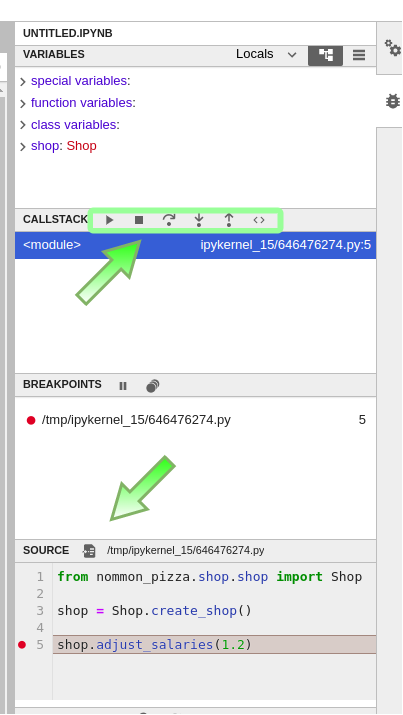 UNTITLED.IPYNB
VARIABLES Locals
special variables:
function variables:
class variables:
shop: Shop
CALLSTACK
<module> ipykernel_15/646476274.py:5
BREAKPOINTS
/tmp/ipykernel_15/646476274.py 5
SOURCE /tmp/ipykernel_15/646476274.py
1 from nommon_pizza.shop.shop import Shop
2
3 shop = Shop.create_shop()
4
5 shop.adjust_salaries(1.2)